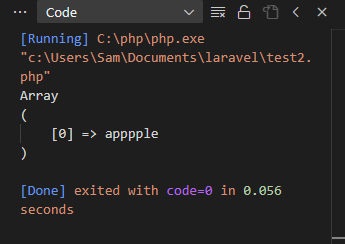 Code
[Running] C:\php\php.exe
"c:\Users\Sam\Documents\laravel\test2.
php"
Array
(
    [0] => apppple
)
[Done] exited with code=0 in 0.056
seconds